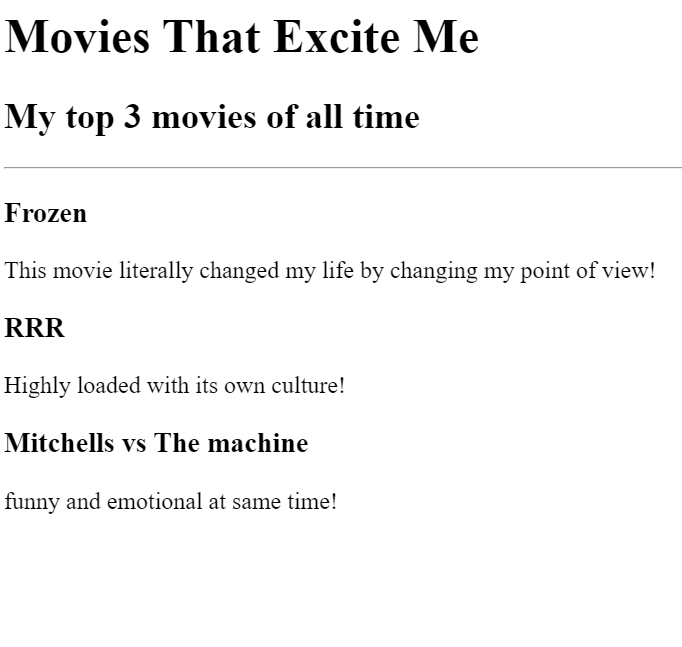 Movies That Excite Me
My top 3 movies of all time
Frozen
This movie literally changed my life by changing my point of view!
RRR
Highly loaded with its own culture!
Mitchells vs The machine
funny and emotional at same time!